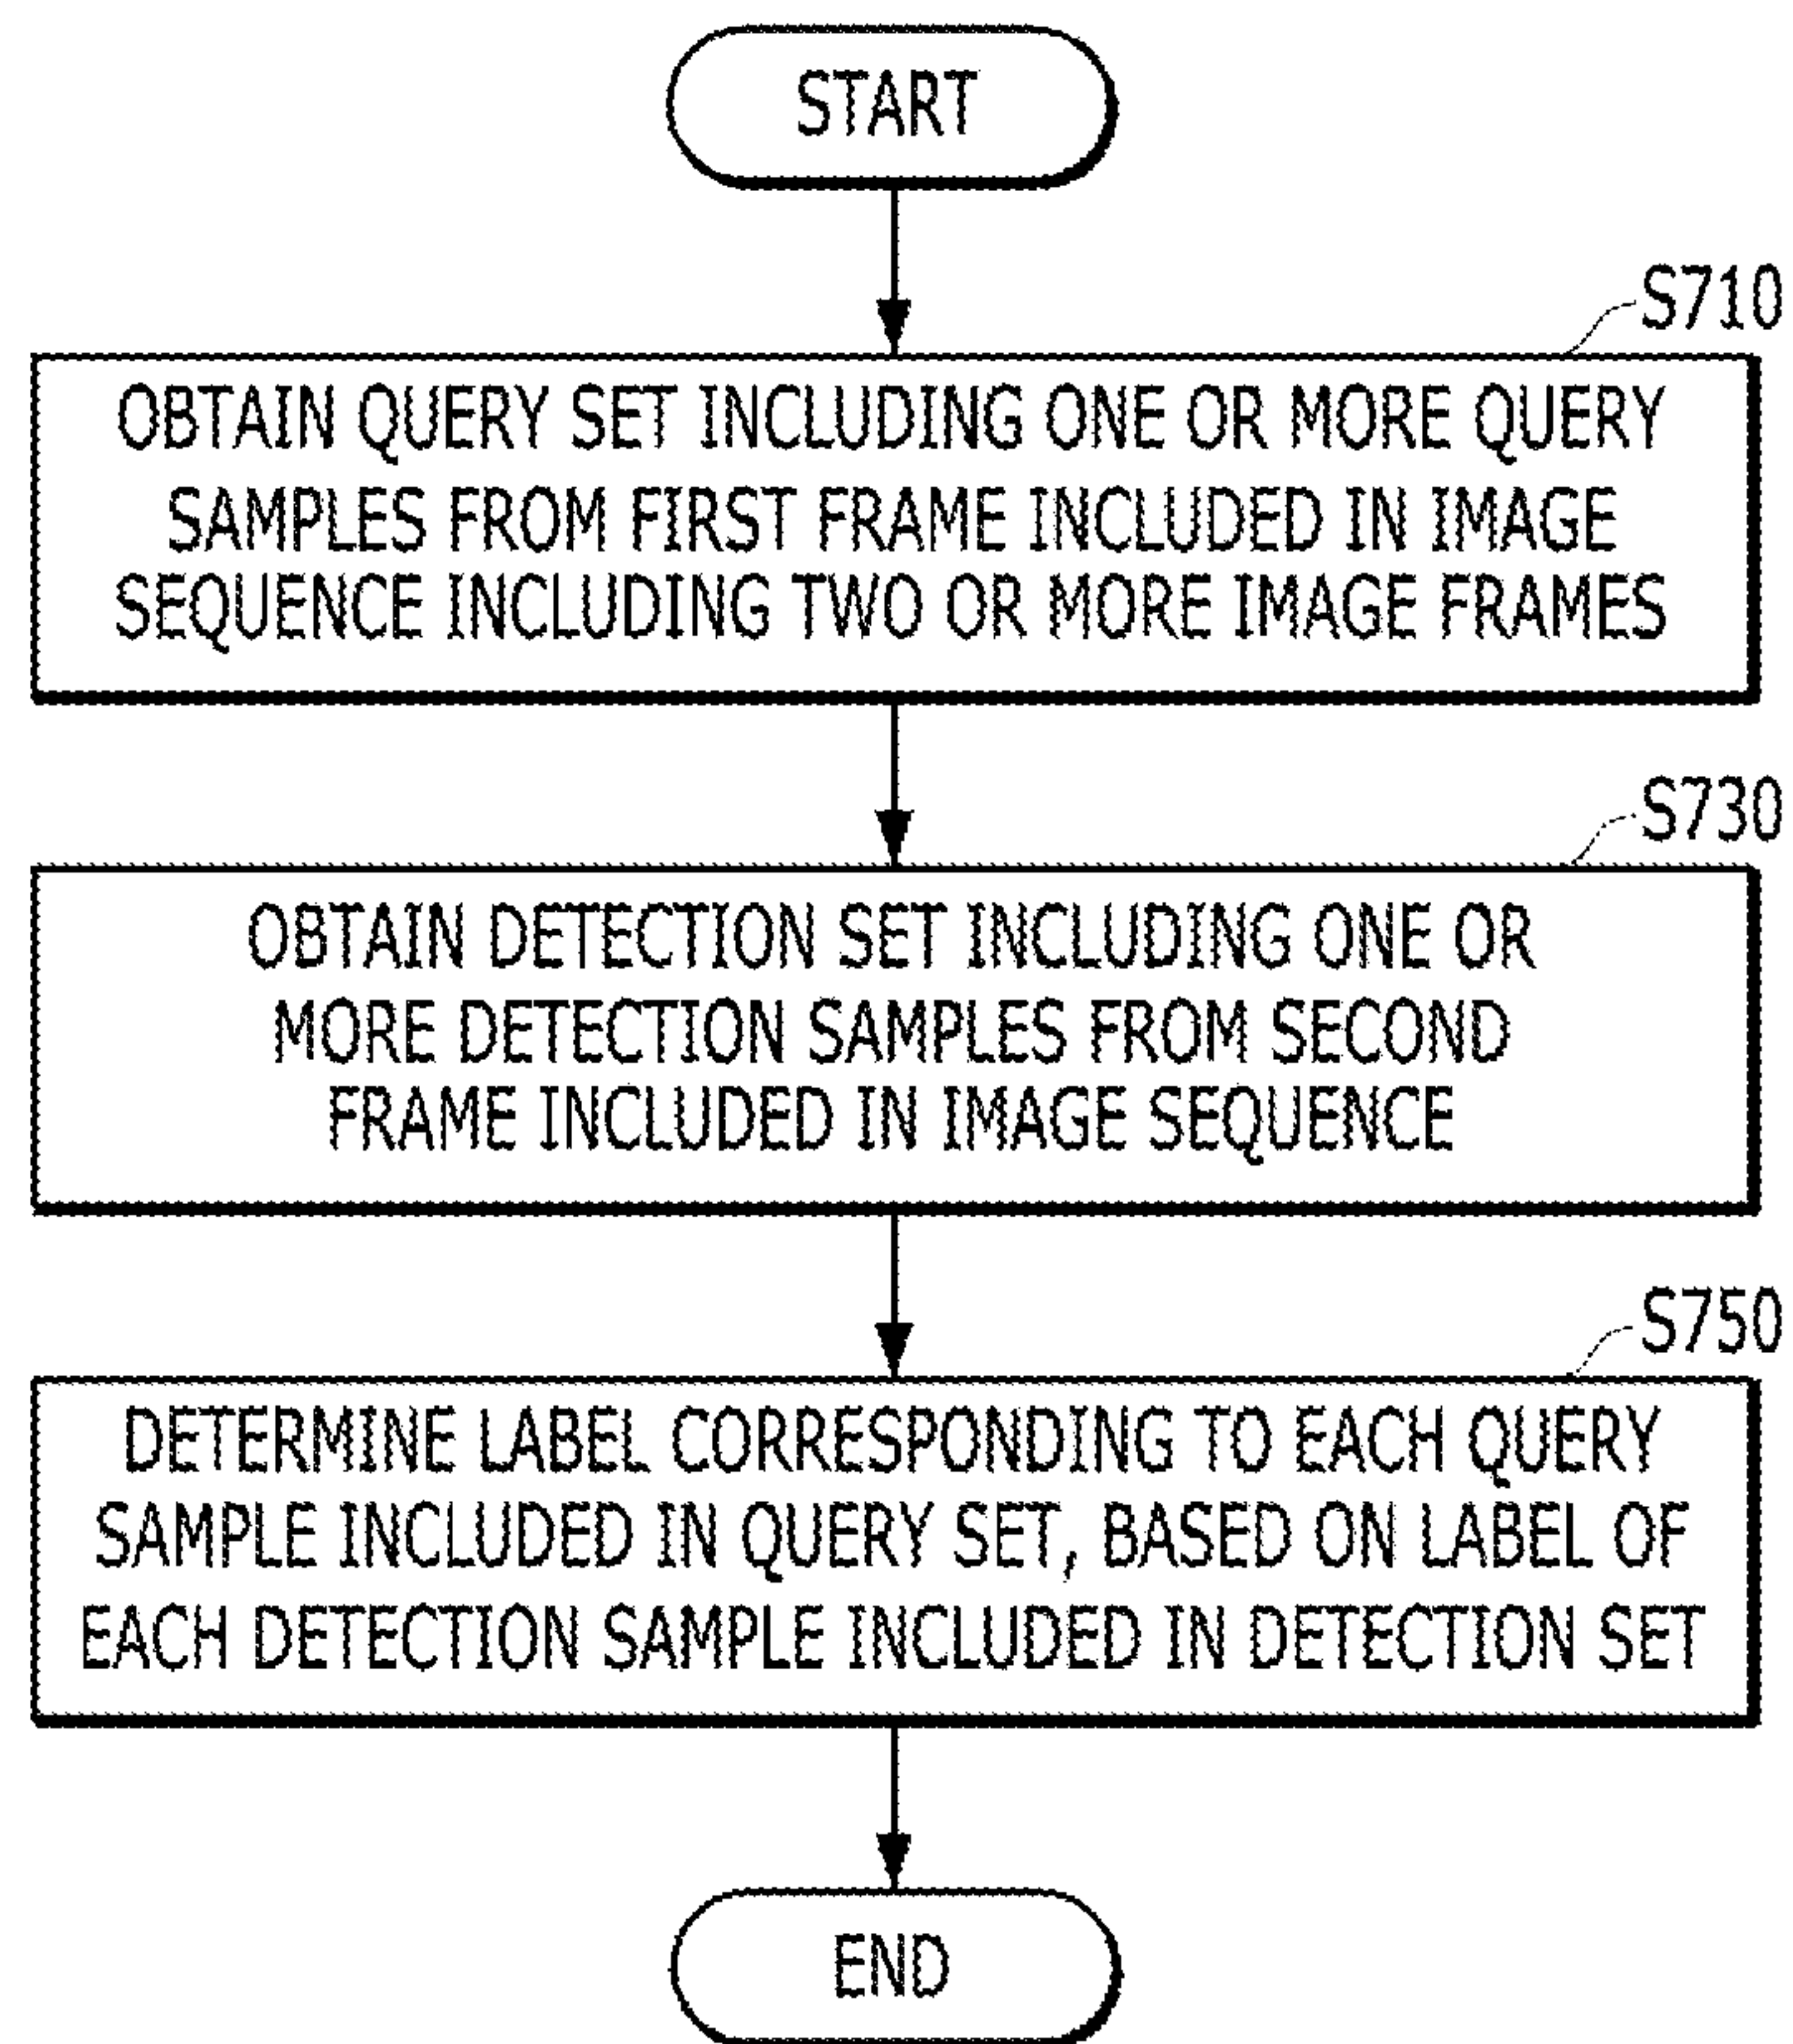 START
S710
OBTAIN QUERY SET INCLUDING ONE OR MORE QUERY
SAMPLES FROM FIRST FRAME INCLUDED IN IMAGE
SEQUENCE INCLUDING TWO OR MORE IMAGE FRAMES
S730
OBTAIN DETECTION SET INCLUDING ONE OR
MORE DETECTION SAMPLES FROM SECOND
FRAME INCLUDED IN IMAGE SEQUENCE
S750
DETERMINE LABEL CORRESPONDING TO EACH QUERY
SAMPLE INCLUDED IN QUERY SET, BASED ON LABEL OF
EACH DETECTION SAMPLE INCLUDED IN DETECTION SET
END